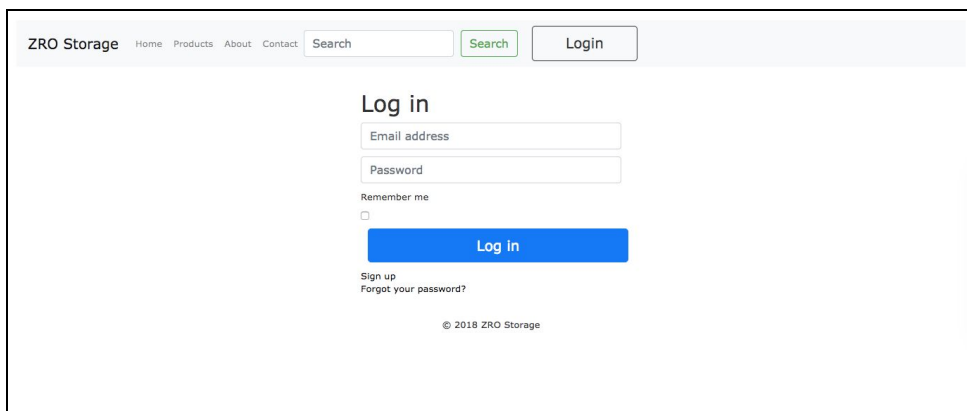 ZRO Storage Home Products About Contact Search Search Login
Log in
Email address
Password
Remember me
Log in
Sign up
Forgot your password?
© 2018 ZRO Storage